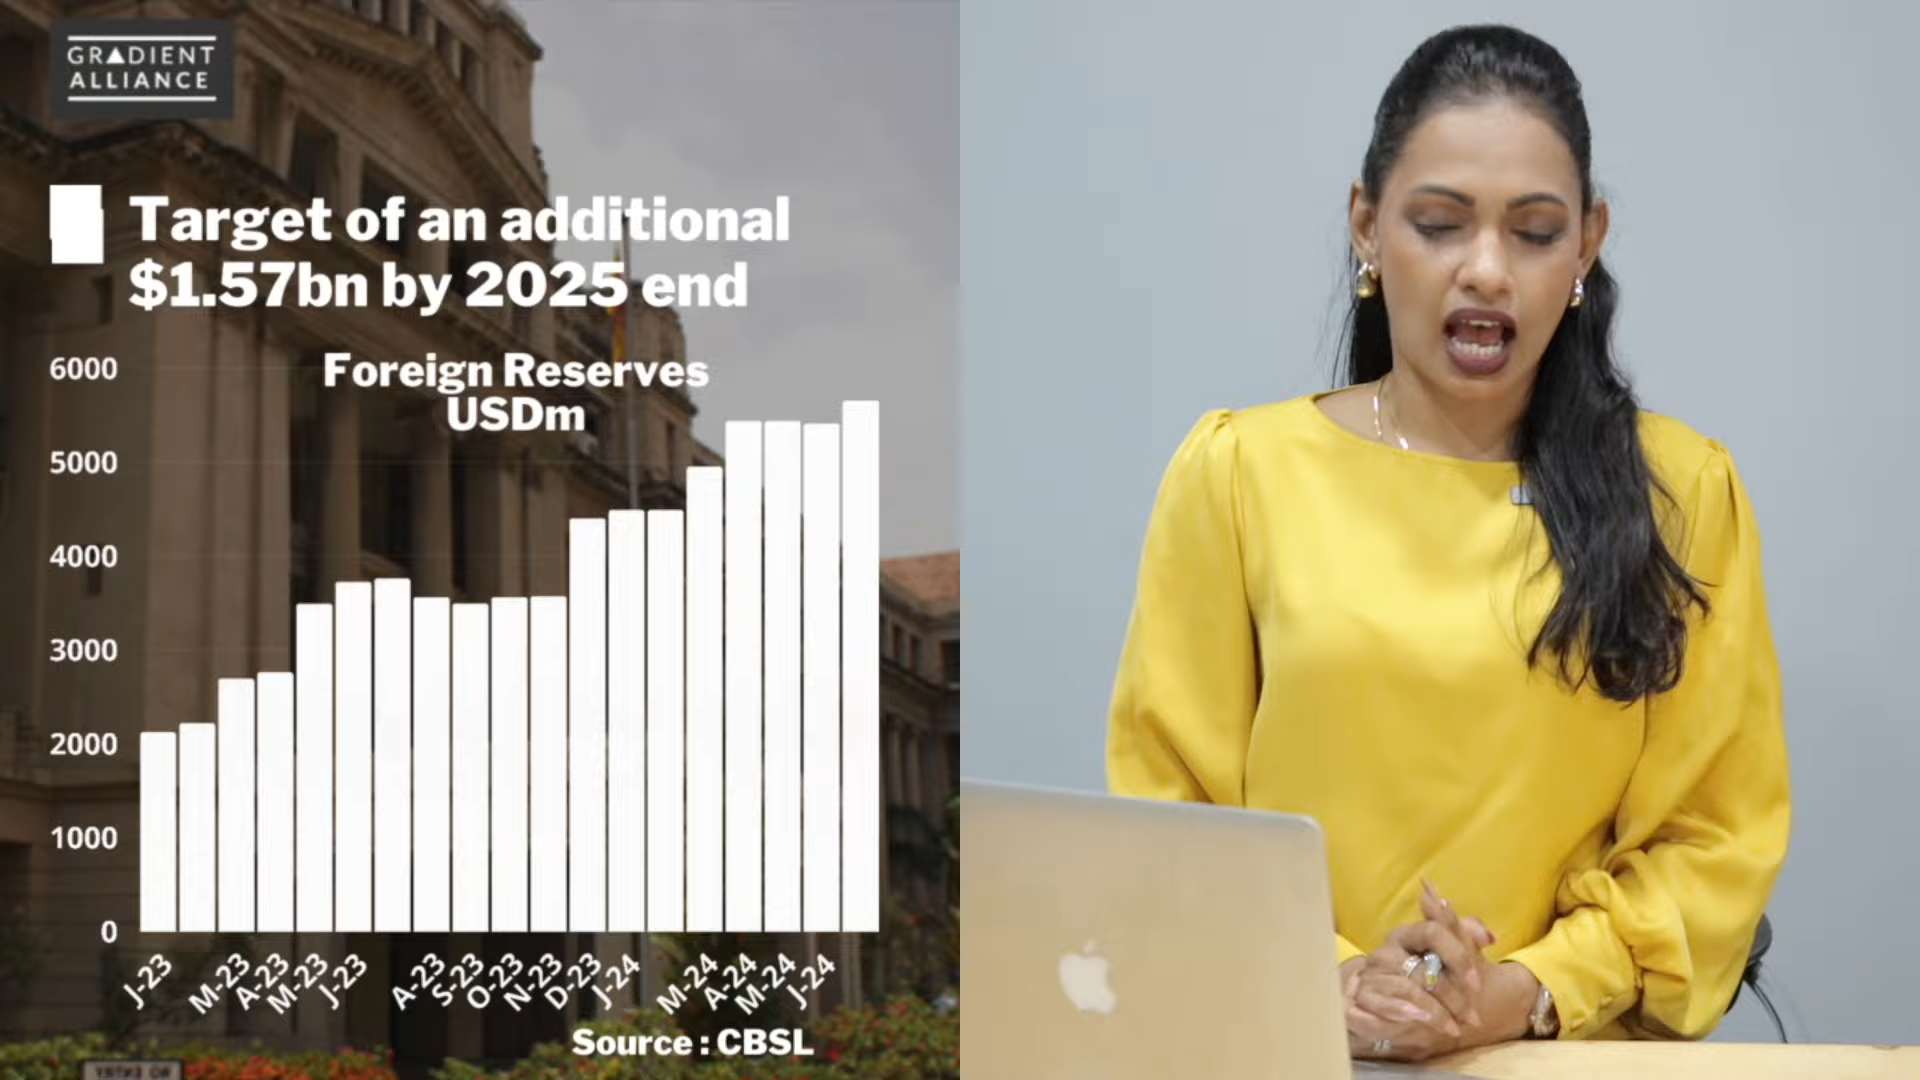 GRADIENT
ALLIANCE
Target of an additional
$1.57bn by 2025 end
Foreign Reserves
USDm
6000
5000
4000
3000
2000
1000
0
J-23
M-23
A-23
M-23
J-23
A-23
S-23
O-23
N-23
D-23
J-24
M-24
A-24
M-24
J-24
Source : CBSL